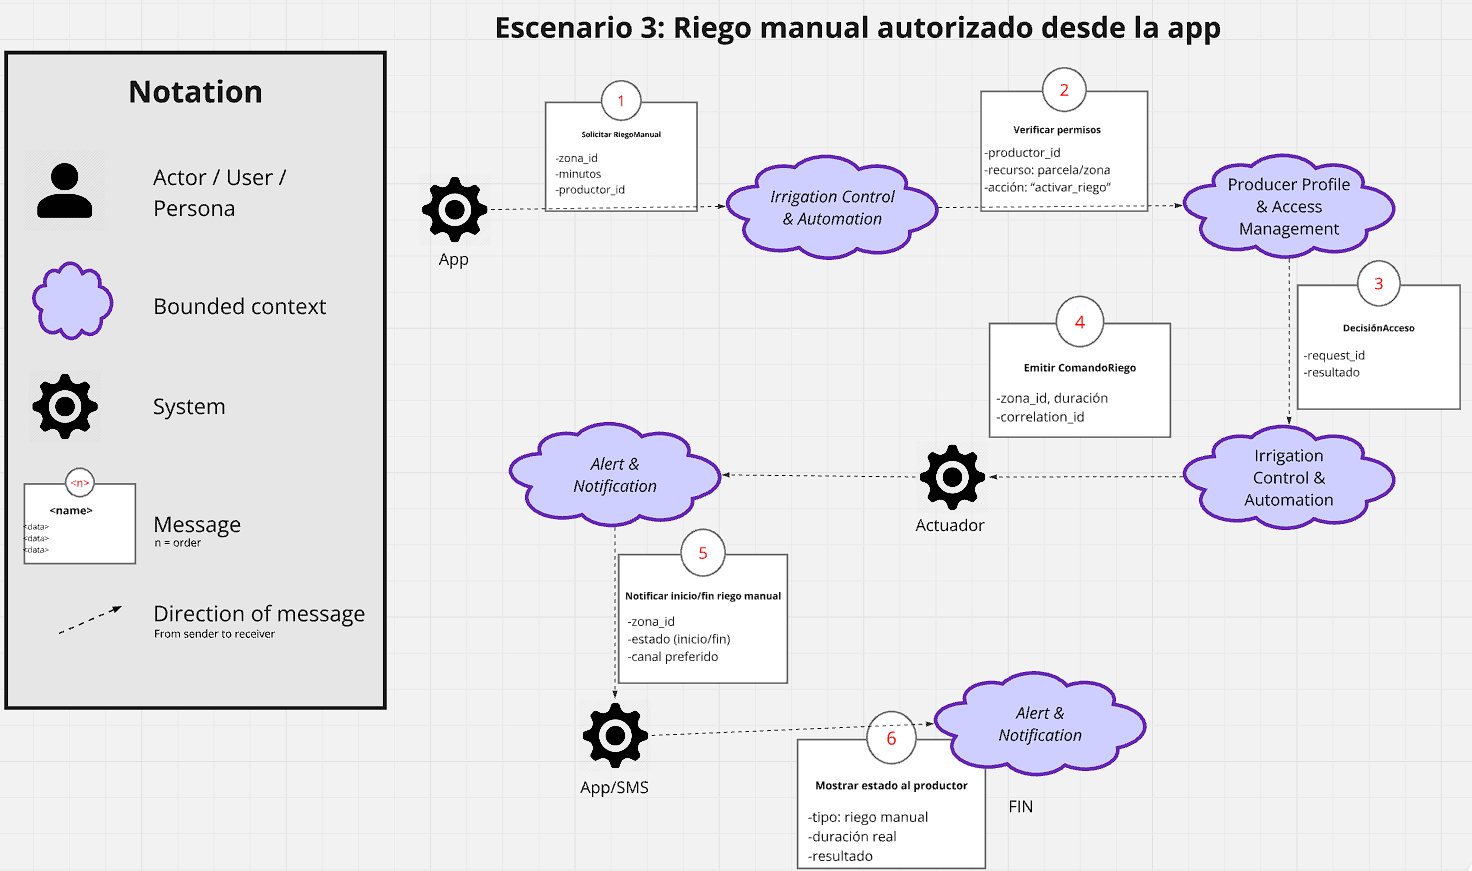 Escenario 3: Riego manual autorizado desde la app
Notation
Actor / User /
Persona
Bounded context
System
<n>
<name>
<data>
<data>
<data>
Message
n = order
Direction of message
From sender to receiver
App
1
Solicitar RiegoManual
-zona_id
-minutos
-productor_id
Irrigation Control
& Automation
2
Verificar permisos
-productor_id
-recurso: parcela/zona
-acción: "activar_riego"
Producer Profile
& Access
Management
3
DecisiónAcceso
-request_id
-resultado
Irrigation
Control &
Automation
4
Emitir ComandoRiego
-zona_id, duración
-correlation_id
Actuador
Alert &
Notification
5
Notificar inicio/fin riego manual
-zona_id
-estado (inicio/fin)
-canal preferido
App/SMS
6
Mostrar estado al productor
-tipo: riego manual
-duración real
-resultado
Alert &
Notification
FIN